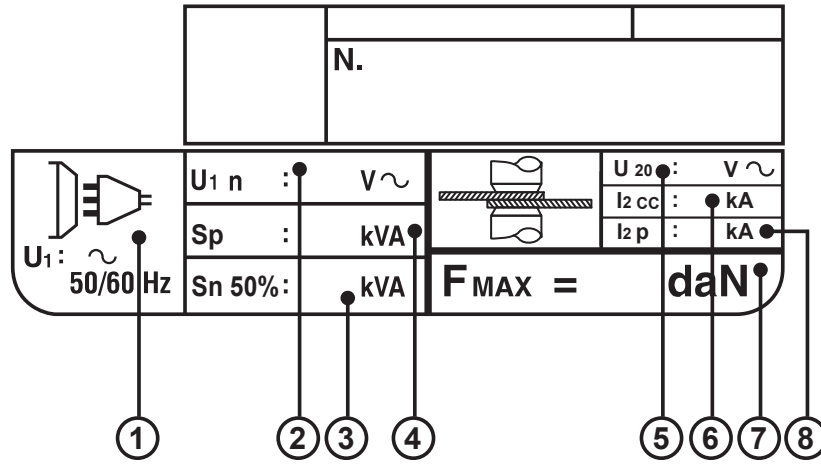 N.
U1 n : V~
Sp : kVA
Sn 50%: kVA
U1: ~
50/60 Hz
U 20 : V~
I2 CC : kA
I2 p : kA
FMAX = daN
1 2 3 4 5 6 7 8